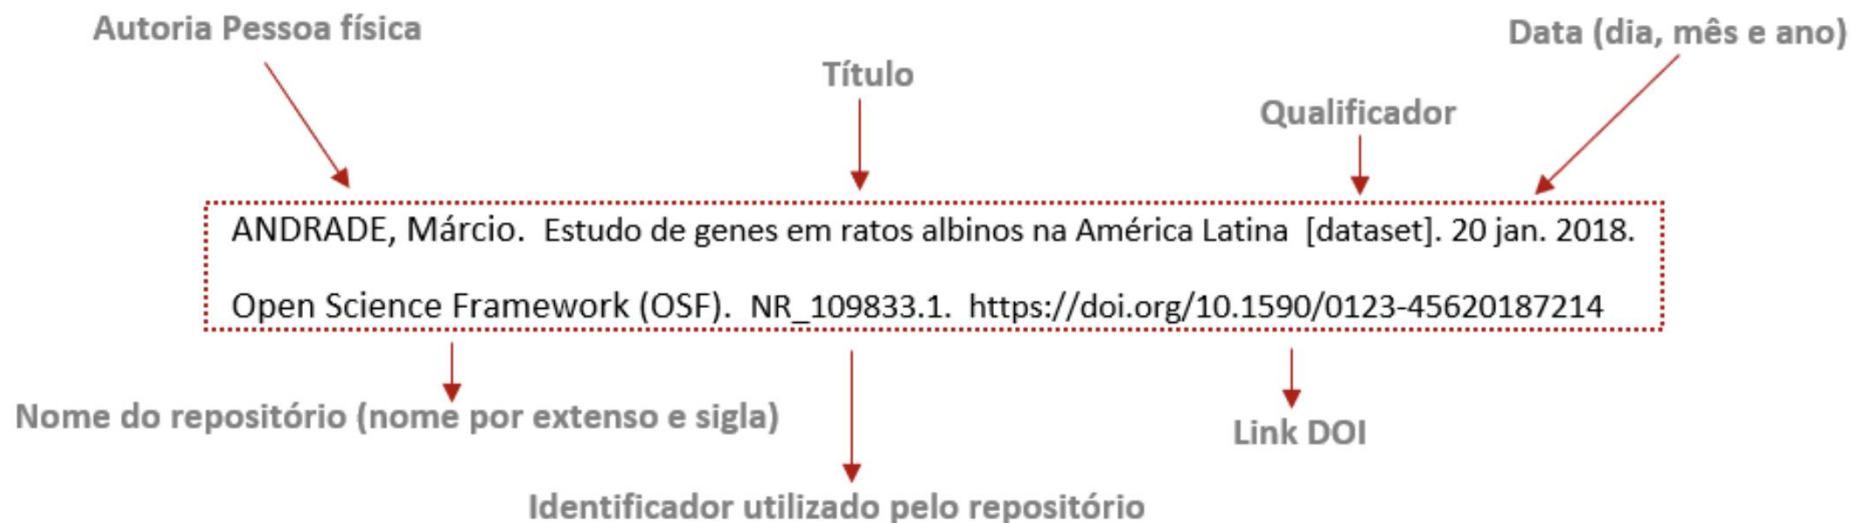 Autoria Pessoa física
Data (dia, mês e ano)
Título
Qualificador
ANDRADE, Márcio. Estudo de genes em ratos albinos na América Latina [dataset]. 20 jan. 2018.
Open Science Framework (OSF). NR_109833.1. https://doi.org/10.1590/0123-45620187214
Nome do repositório (nome por extenso e sigla)
Link DOI
Identificador utilizado pelo repositório